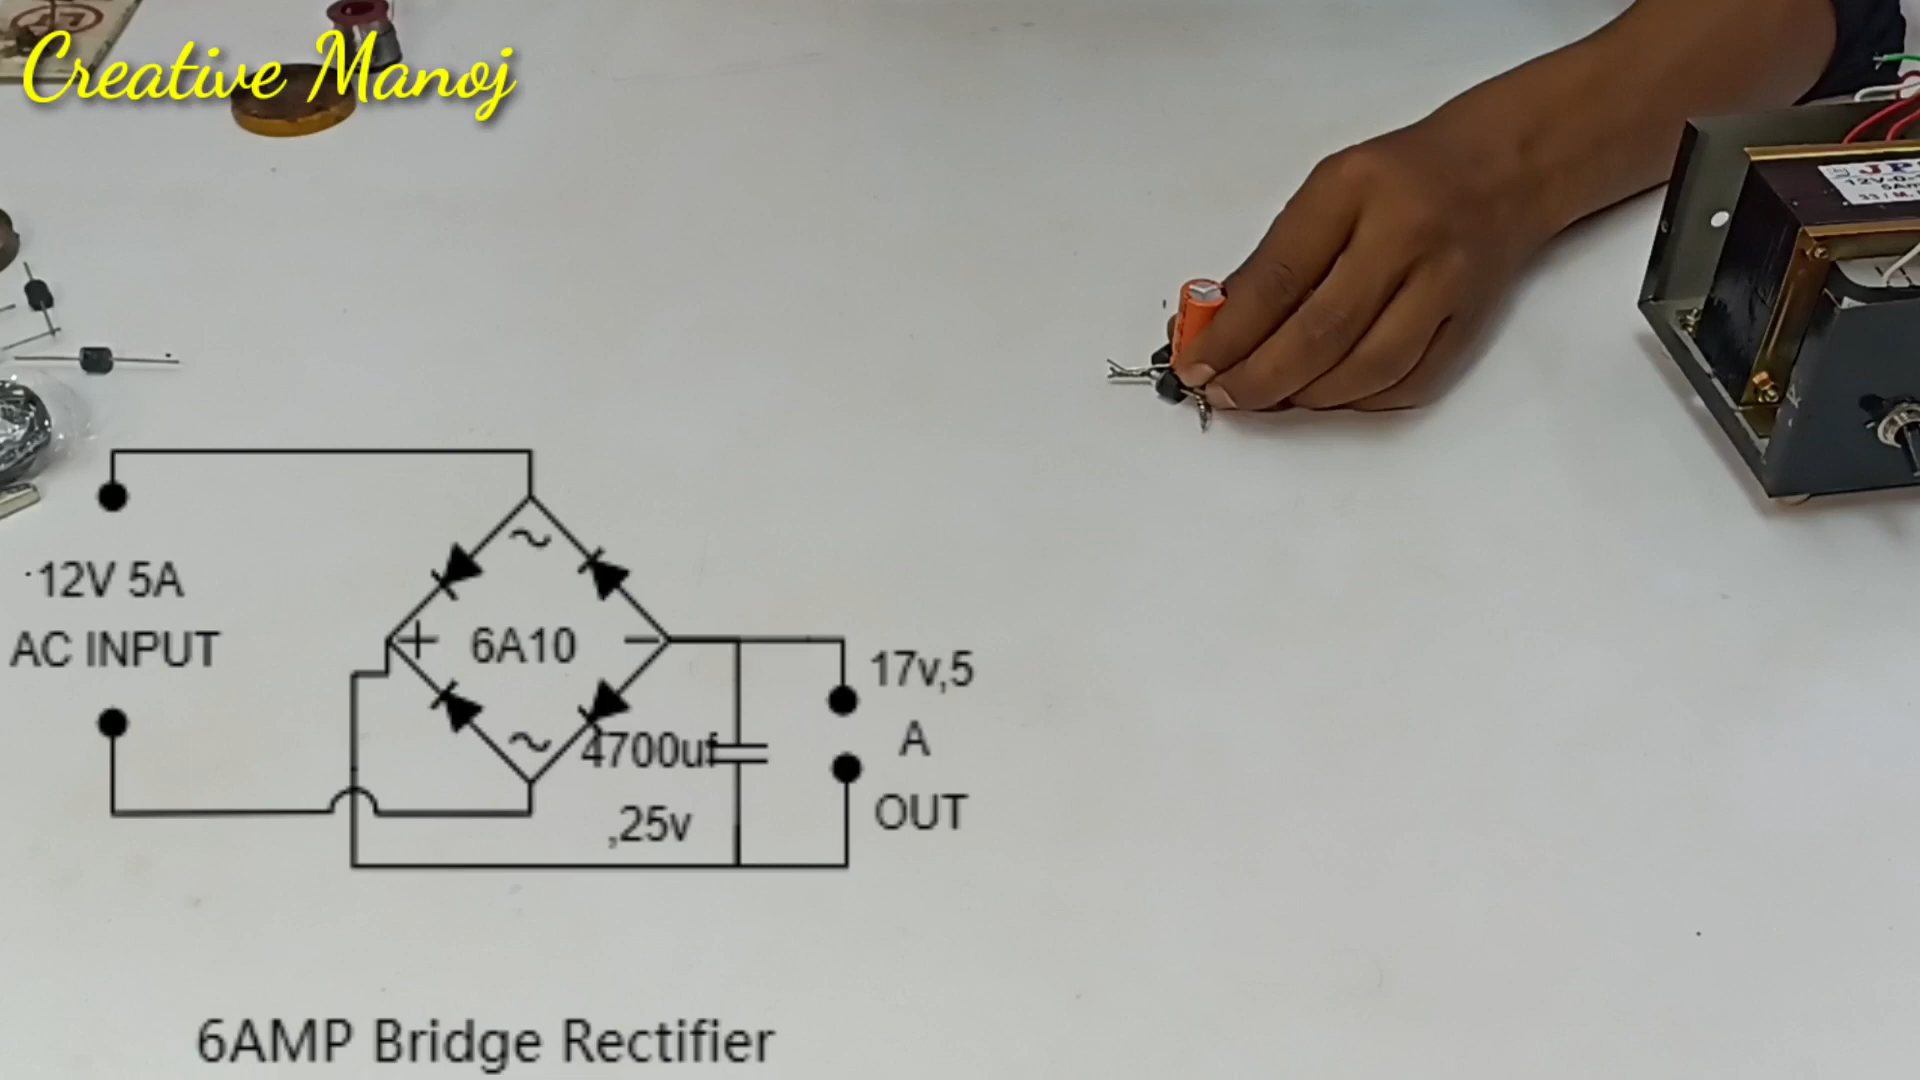 Creative Manoj
12V 5A
AC INPUT
6A10
4700uf
,25v
17v,5
A
OUT
6AMP Bridge Rectifier